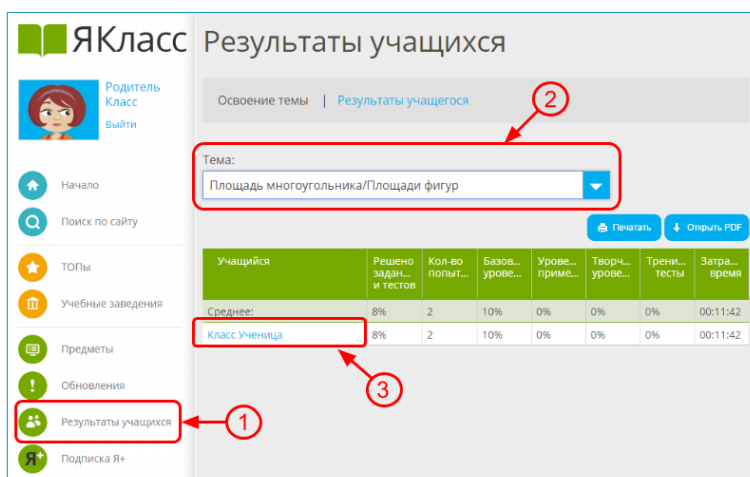 ЯКласс
Результаты учащихся
Родитель
Класс
Выйти
Освоение темы | Результаты учащегося
2
Тема:
Площадь многоугольника/Площади фигур
Печатать
Открыть PDF
Начало
Поиск по сайту
ТОПы
Учебные заведения
Предметы
Обновления
Результаты учащихся
Я+
Подписка Я+
1
Учащийся
Решено
задан...
и тестов
Кол-во
попыт...
Базов...
урове...
Урове...
приме...
Творч...
урове...
Трени...
тесты
Затра...
время
Среднее: 8% 2 10% 0% 0% 0% 00:11:42
Класс Ученица 8% 2 10% 0% 0% 0% 00:11:42
3